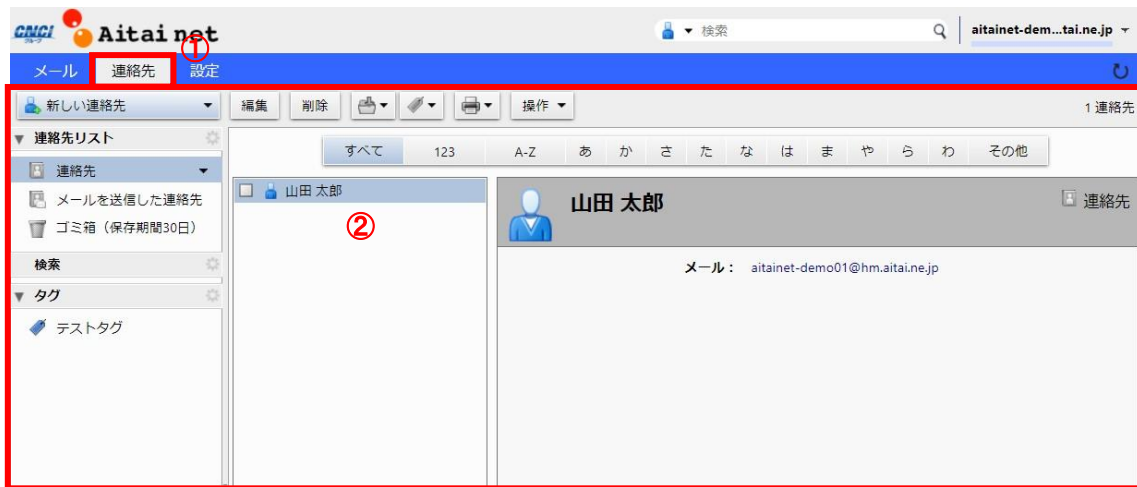 CNCI グループ Aitai net
検索
aitainet-dem...tai.ne.jp
①
メール 連絡先 設定
新しい連絡先 編集 削除 操作 1 連絡先
連絡先リスト
すべて 123 A-Z あ か さ た な は ま や ら わ その他
連絡先
メールを送信した連絡先
ゴミ箱（保存期間30日）
検索
タグ
テストタグ
山田 太郎
②
山田 太郎
連絡先
メール： aitainet-demo01@hm.aitai.ne.jp